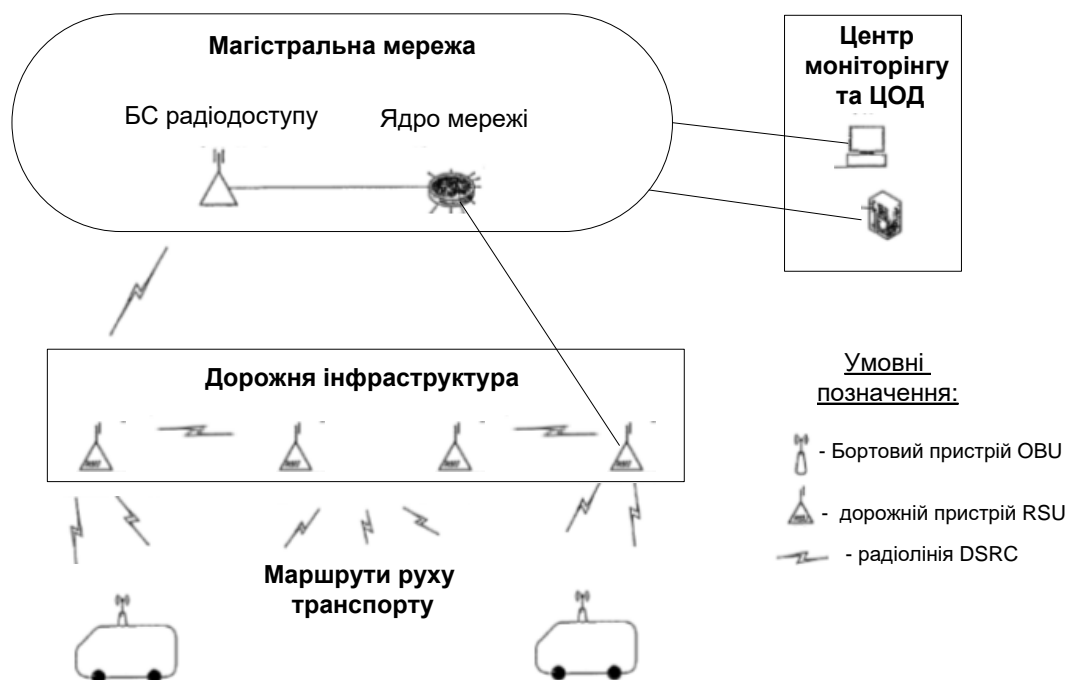 Магістральна мережа
БС радіодоступу
Ядро мережі
Центр
моніторінгу
та ЦОД
Дорожня інфраструктура
Маршрути руху
транспорту
Умовні
позначення:
- Бортовий пристрій OBU
- дорожній пристрій RSU
- радіолінія DSRC